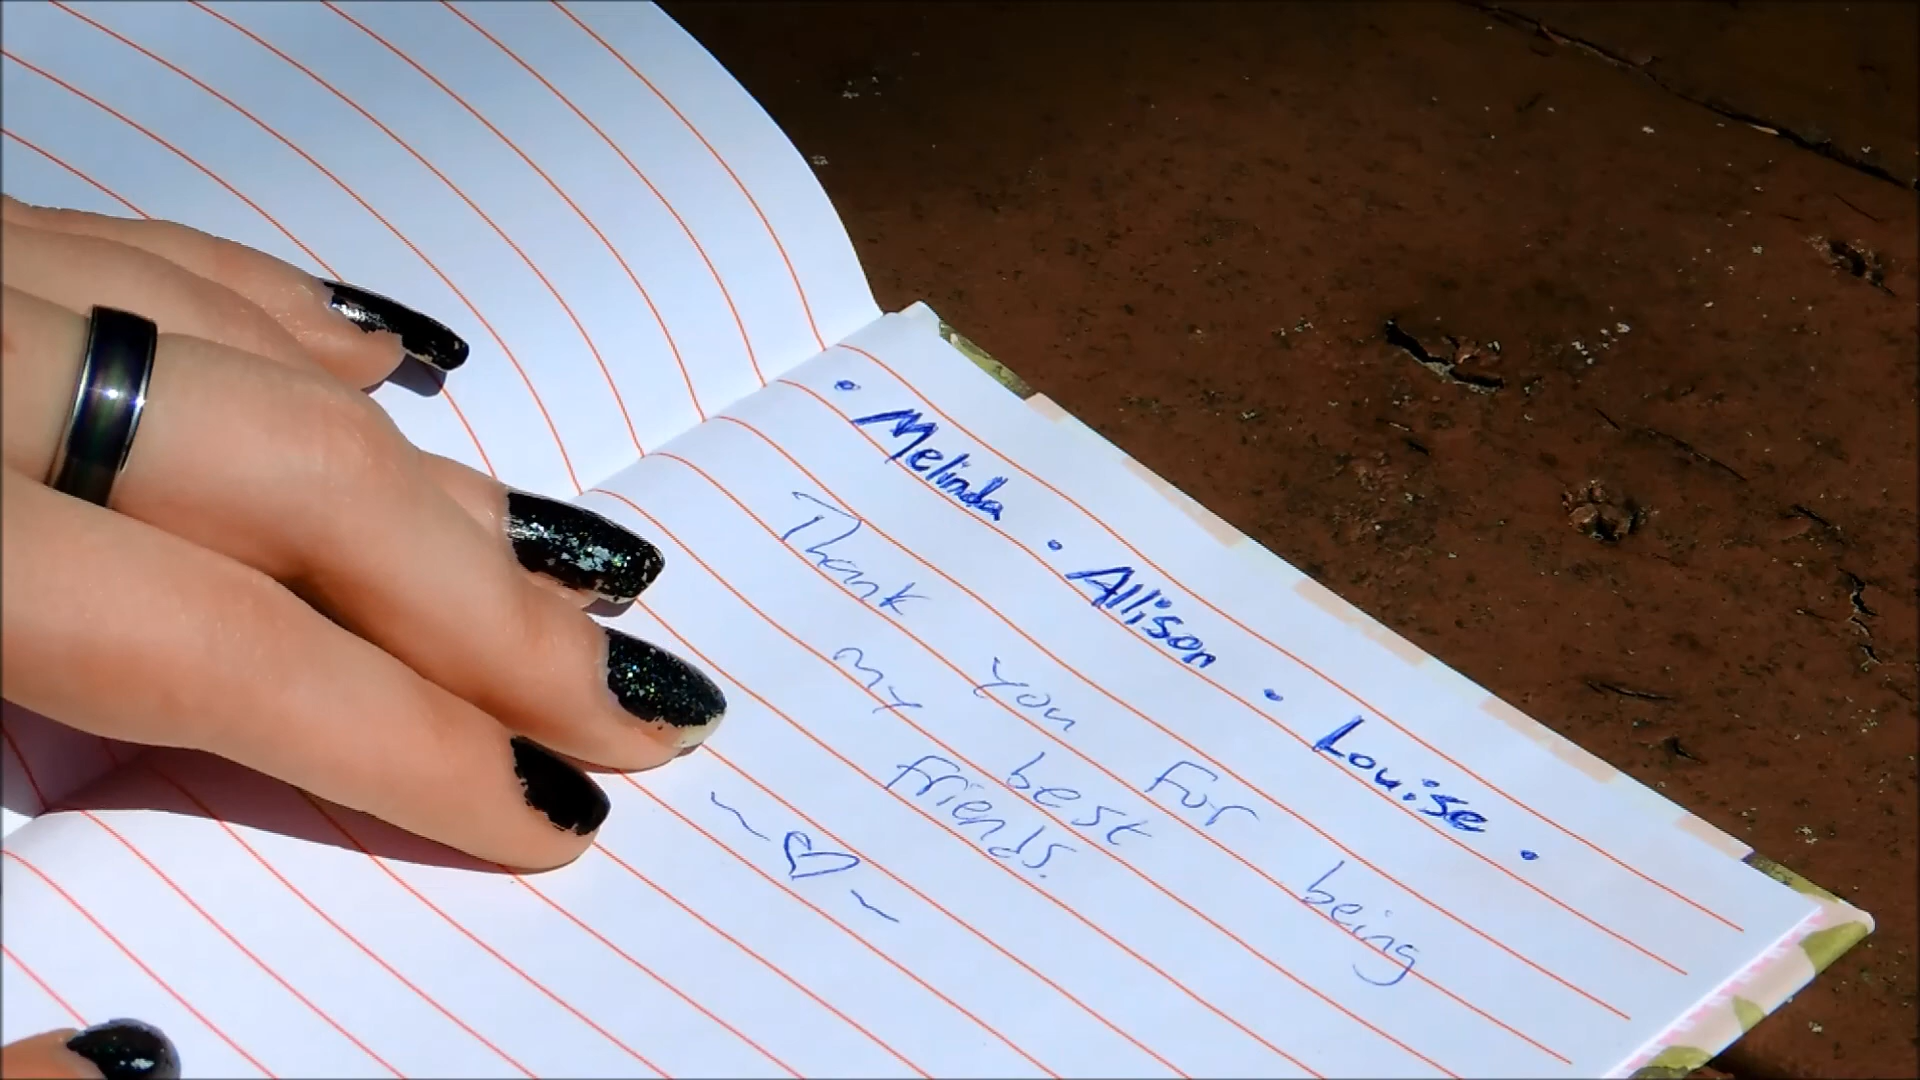 • Melinda • Allison • Louise •
Thank you For being
my best
friends.
~♡~